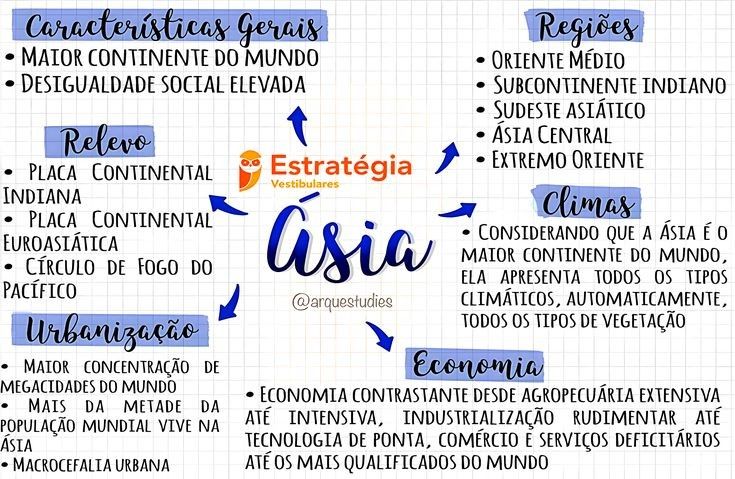 Características Gerais
• Maior continente do mundo
• Desigualdade social elevada
Regiões
• Oriente Médio
• Subcontinente indiano
• Sudeste asiático
• Ásia Central
• Extremo Oriente
Relevo
• Placa Continental
Indiana
• Placa Continental
Euroasiática
• Círculo de Fogo do
Pacífico
Estratégia
Vestibulares
Ásia
@arquestudies
Climas
• Considerando que a Ásia é o
maior continente do mundo,
ela apresenta todos os tipos
climáticos, automaticamente,
todos os tipos de vegetação
Urbanização
• Maior concentração de
megacidades do mundo
• Mais da metade da
população mundial vive na
Ásia
• Macrocefalia urbana
Economia
• Economia contrastante desde agropecuária extensiva
até intensiva, industrialização rudimentar até
tecnologia de ponta, comércio e serviços deficitários
até os mais qualificados do mundo